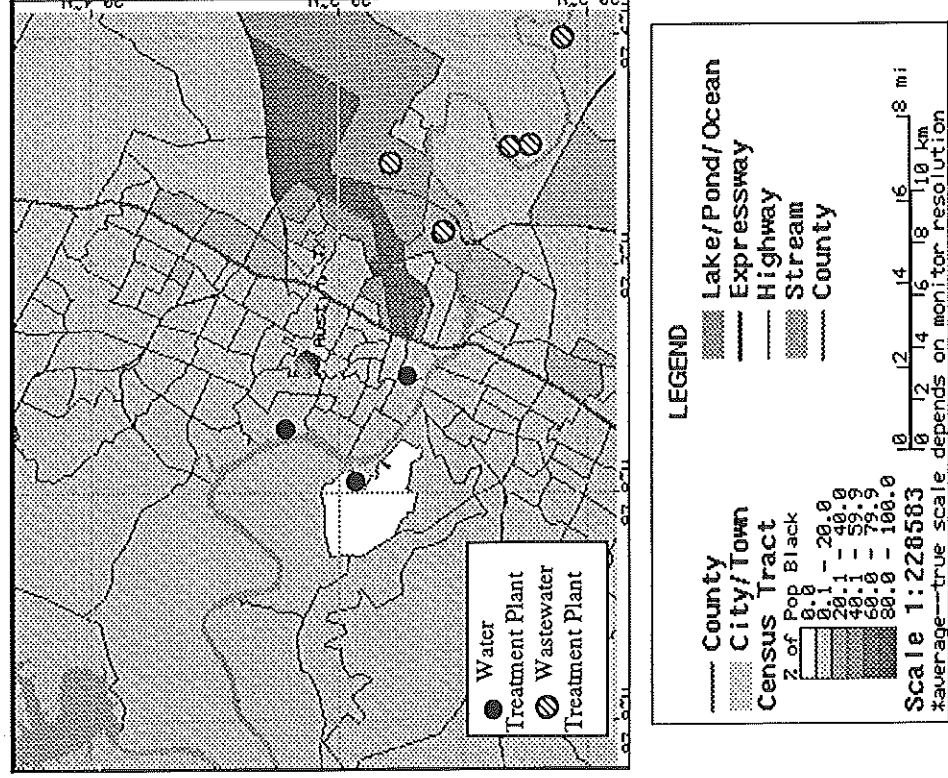 Austin
Water
Treatment Plant
Wastewater
Treatment Plant
LEGEND
County
City/Town
Census Tract
% of Pop Black
0.0
0.1 - 20.0
20.1 - 40.0
40.1 - 59.9
60.0 - 79.9
80.0 - 100.0
Lake/Pond/Ocean
Expressway
Highway
Stream
County
Scale 1:228583
0 2 4 6 8 mi
0 2 4 6 8 10 km
*average--true scale depends on monitor resolution